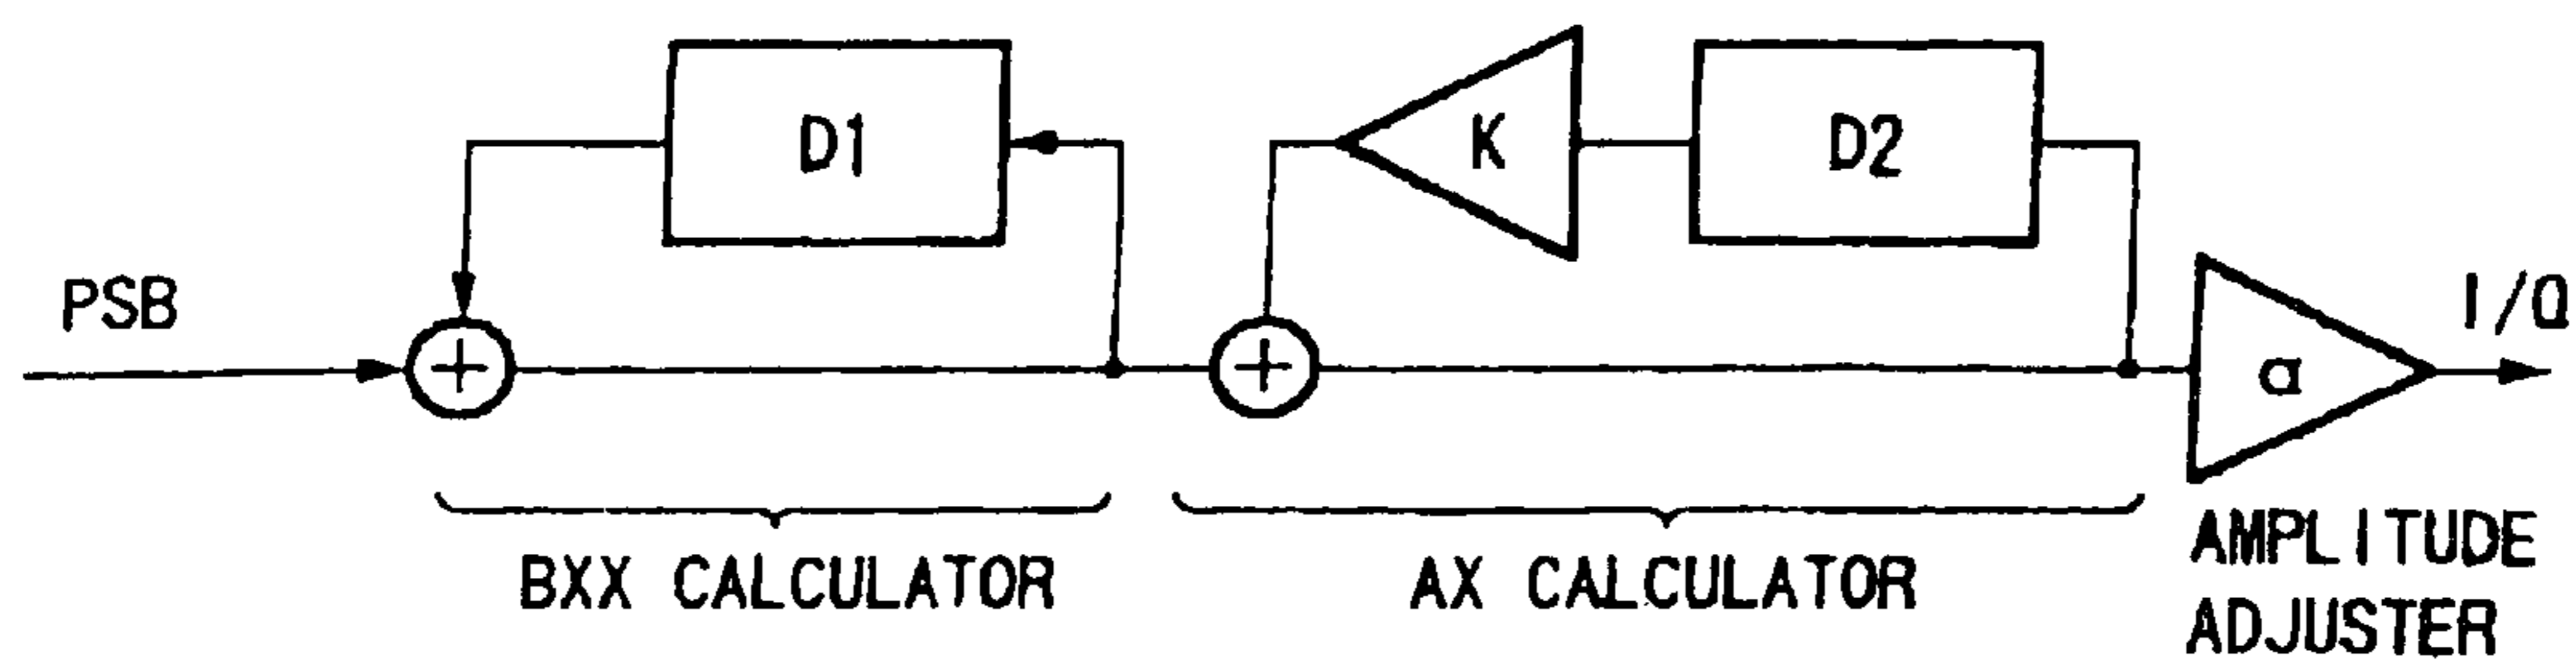 D1
K
D2
PSB
+
+
α
I/Q
BXX CALCULATOR
AX CALCULATOR
AMPLITUDE
ADJUSTER